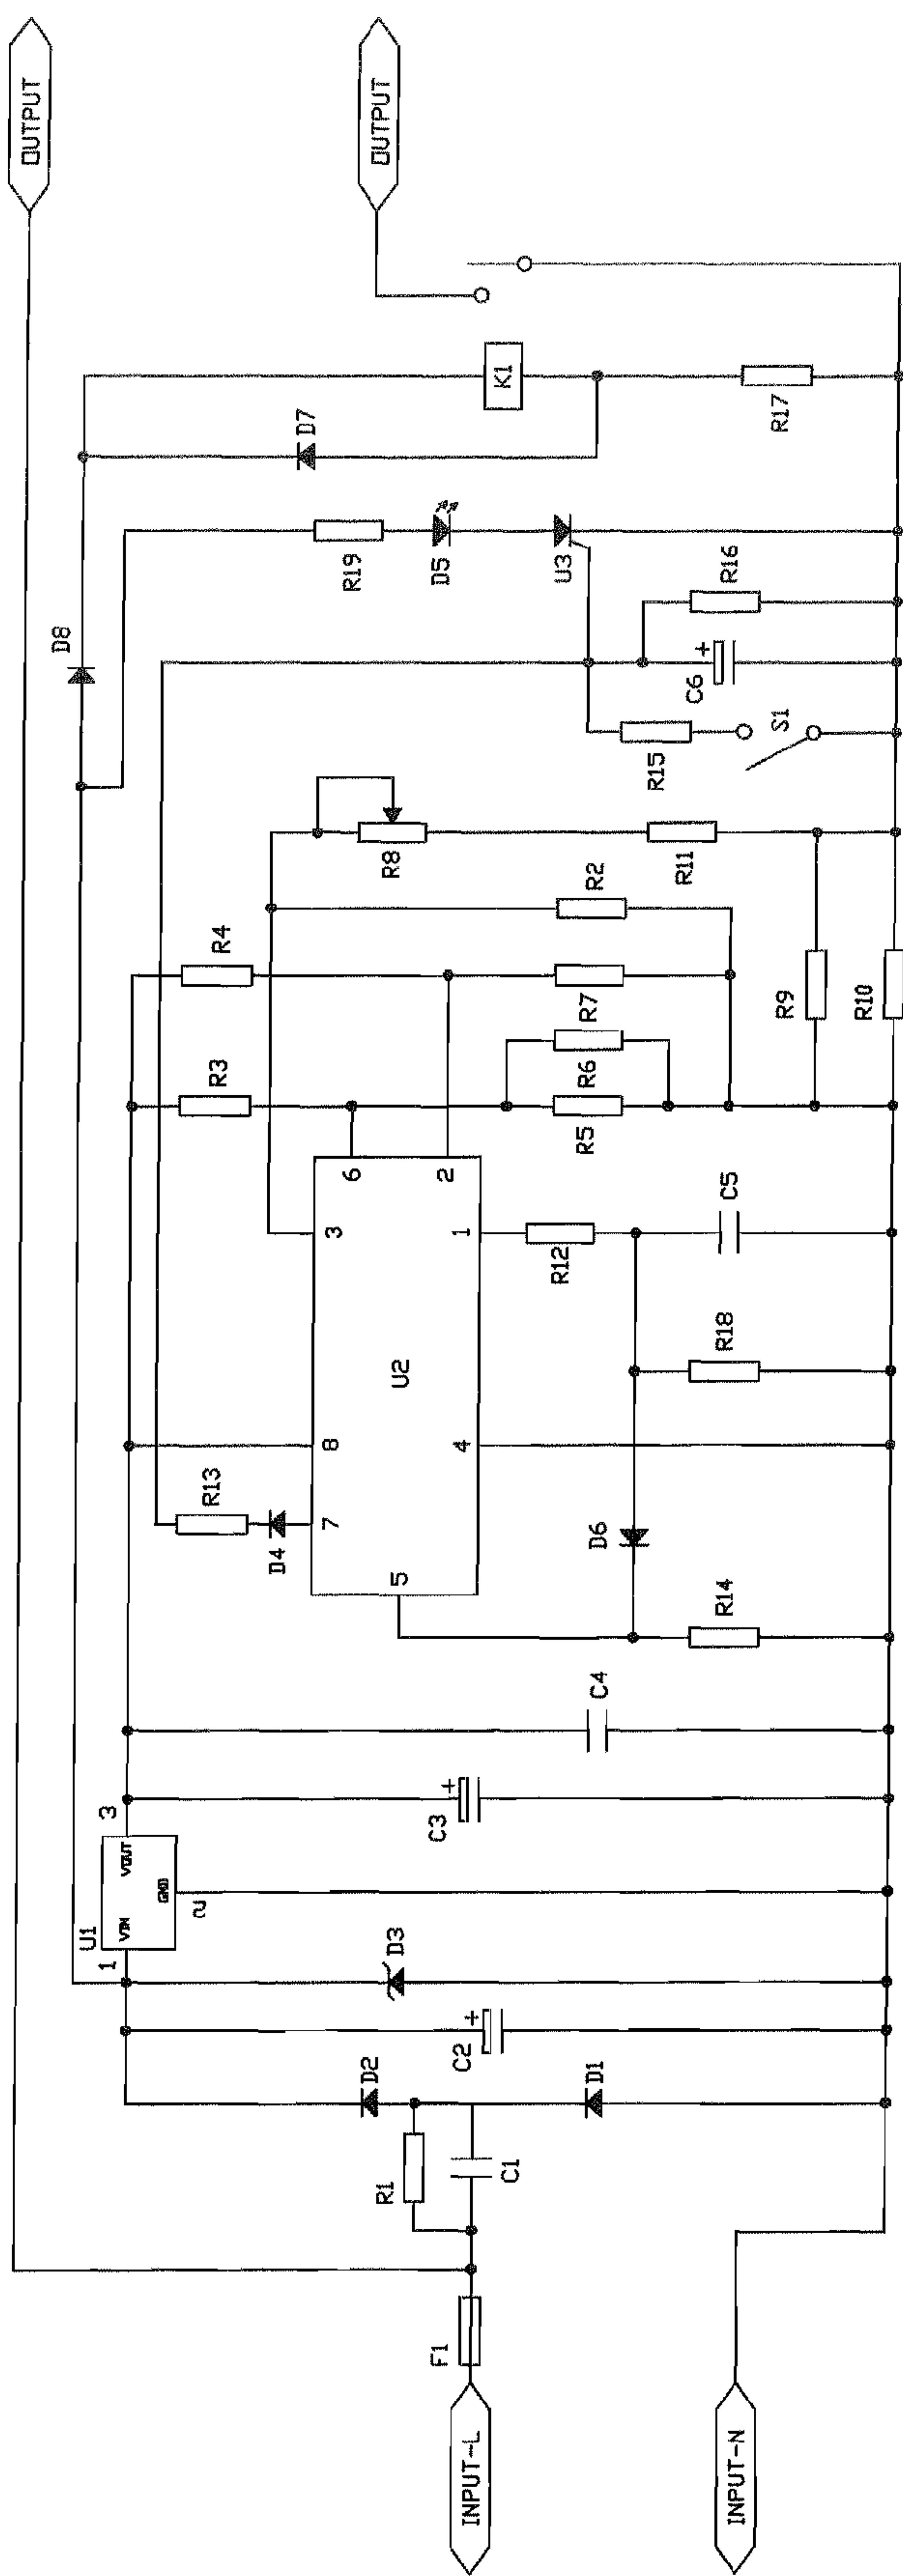 OUTPUT
OUTPUT
K1
D7
R17
R19
D5
U3
R16
D8
C6
+
S1
R15
R8
R11
R2
R4
R7
R9
R10
R3
R6
R5
6
2
3
1
U2
8
4
7
5
R12
C5
R18
R13
D4
D6
R14
C4
C3
+
3
VOUT
U1
GND
2
VIN
1
D3
C2
+
D2
D1
R1
C1
F1
INPUT-L
INPUT-N